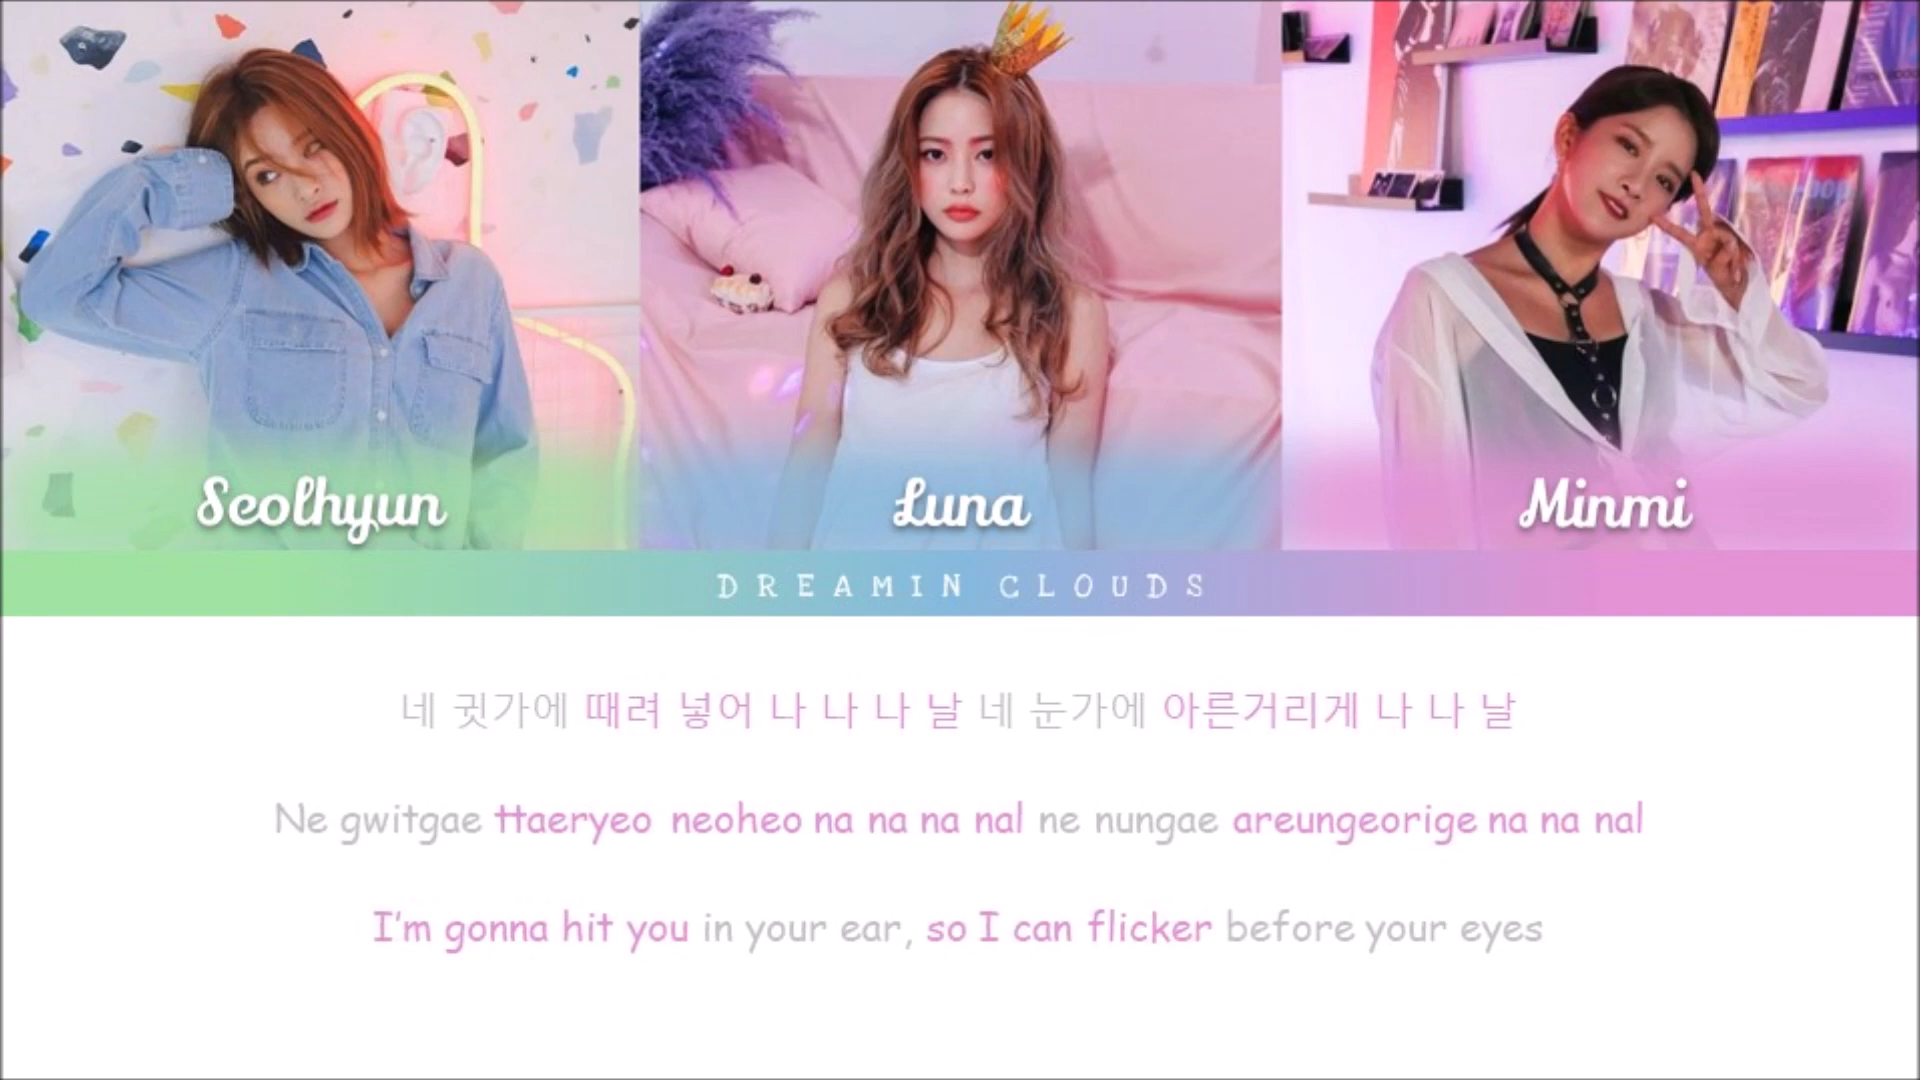 Seolhyun
Luna
Minmi
DREAMIN CLOUDS
네 귓가에 때려 넣어 나 나 나 날 네 눈가에 아른거리게 나 나 날
Ne gwitgae ttaeryeo neoheo na na na nal ne nungae areungeorige na na nal
I'm gonna hit you in your ear, so I can flicker before your eyes